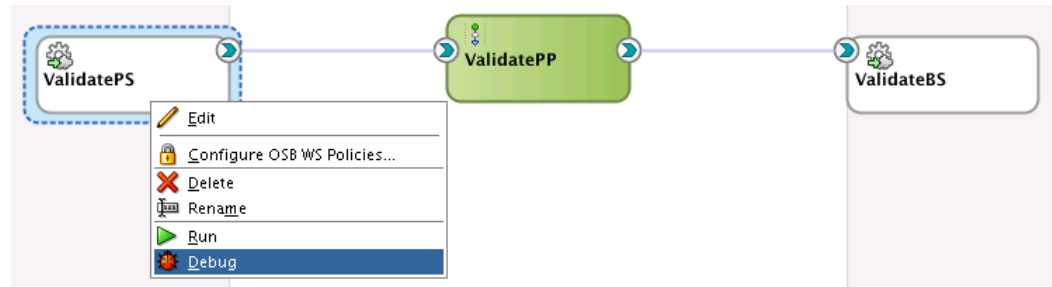 ValidatePS
ValidatePP
ValidateBS
Edit
Configure OSB WS Policies...
Delete
Rename
Run
Debug